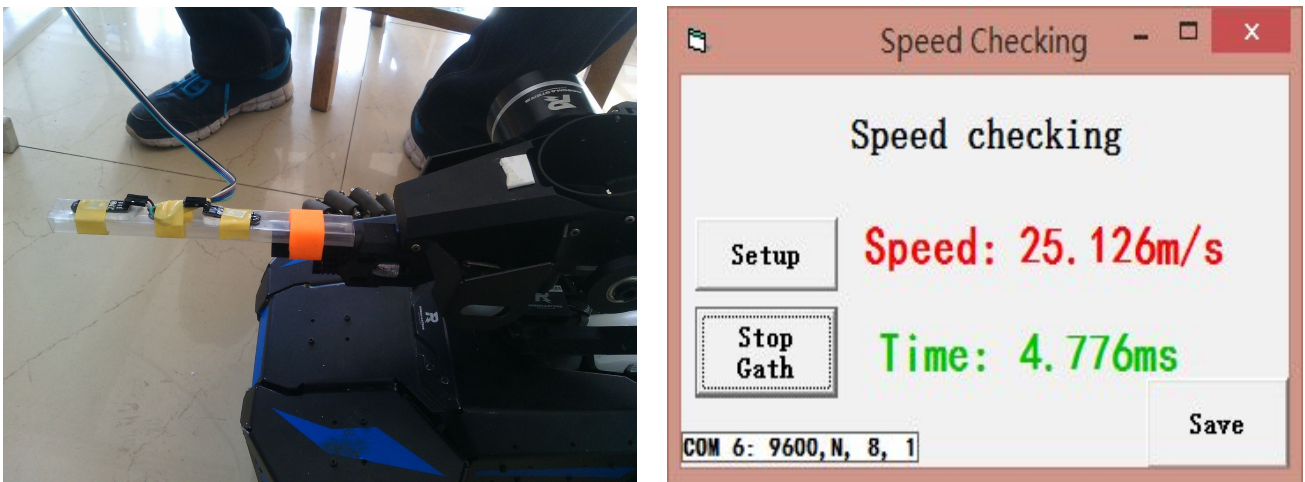 Speed Checking
Speed checking
Setup
Speed: 25.126m/s
Stop
Gath
Time: 4.776ms
Save
COM 6: 9600,N, 8, 1